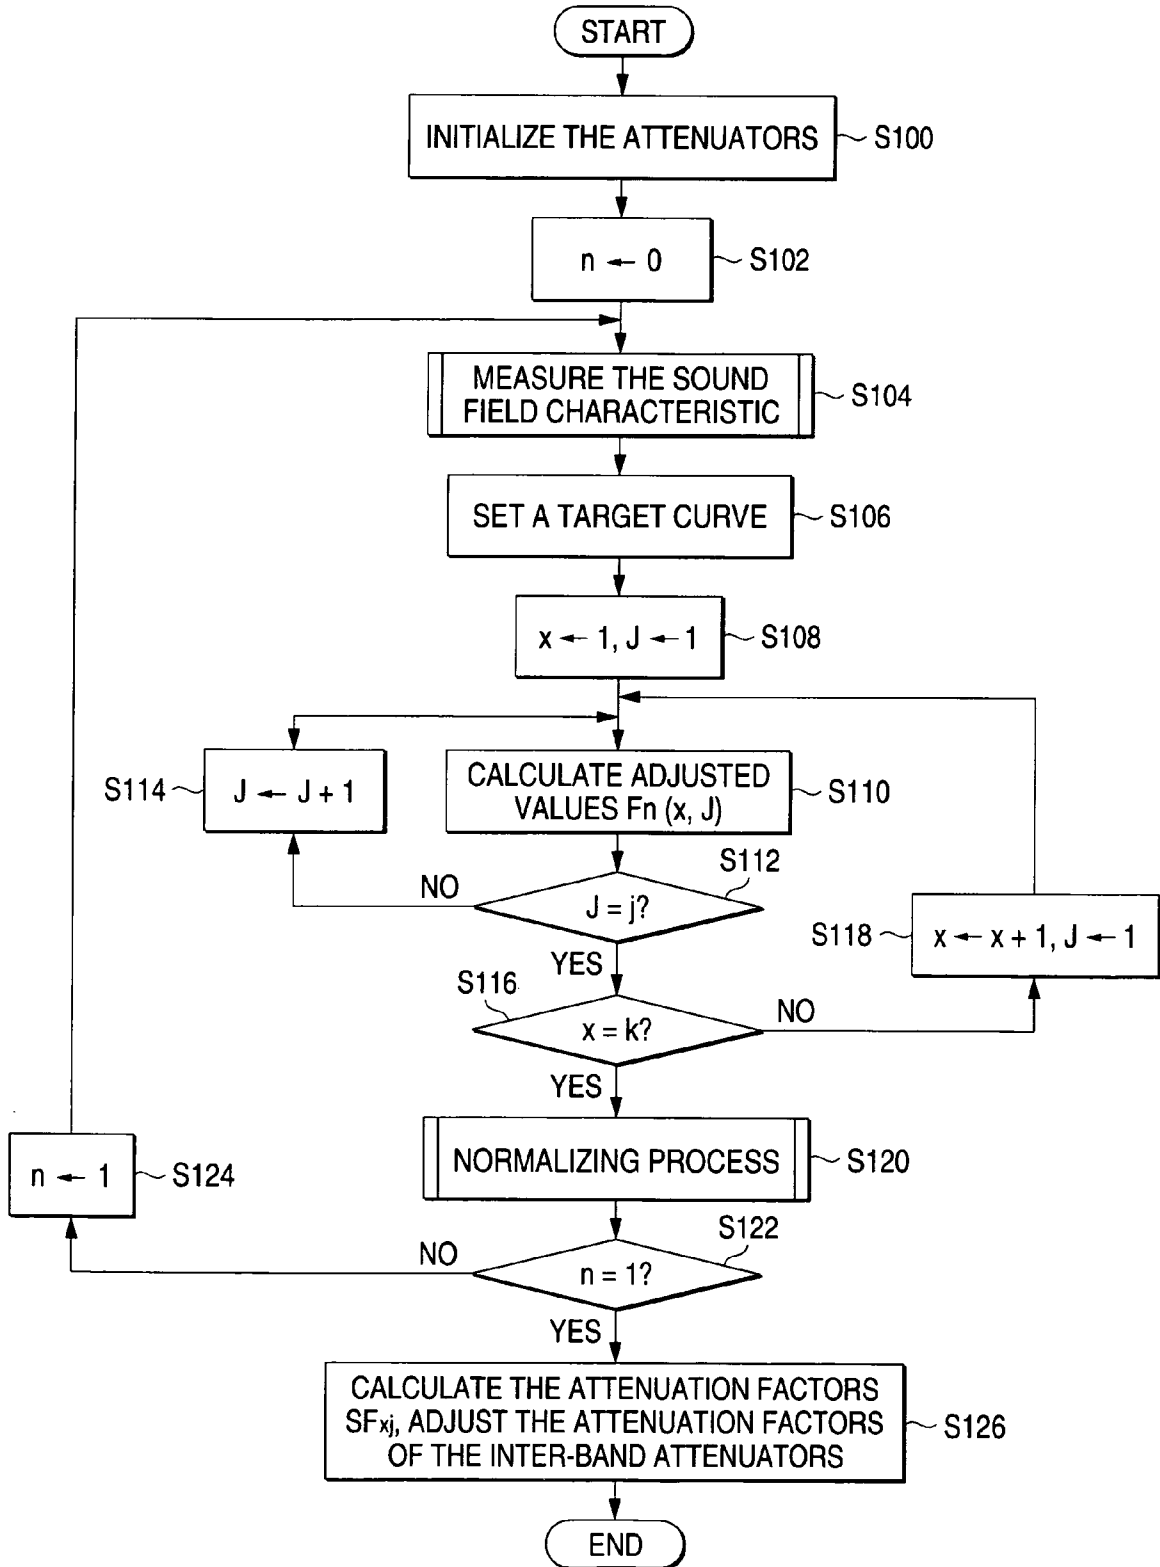 START
INITIALIZE THE ATTENUATORS
S100
n ← 0
S102
MEASURE THE SOUND
FIELD CHARACTERISTIC
S104
SET A TARGET CURVE
S106
x ← 1, J ← 1
S108
S114
J ← J + 1
CALCULATE ADJUSTED
VALUES Fn (x, J)
S110
S112
NO
J = j?
YES
S118
x ← x + 1, J ← 1
S116
x = k?
NO
YES
NORMALIZING PROCESS
S120
n ← 1
S124
S122
NO
n = 1?
YES
CALCULATE THE ATTENUATION FACTORS
SFxj, ADJUST THE ATTENUATION FACTORS
OF THE INTER-BAND ATTENUATORS
S126
END